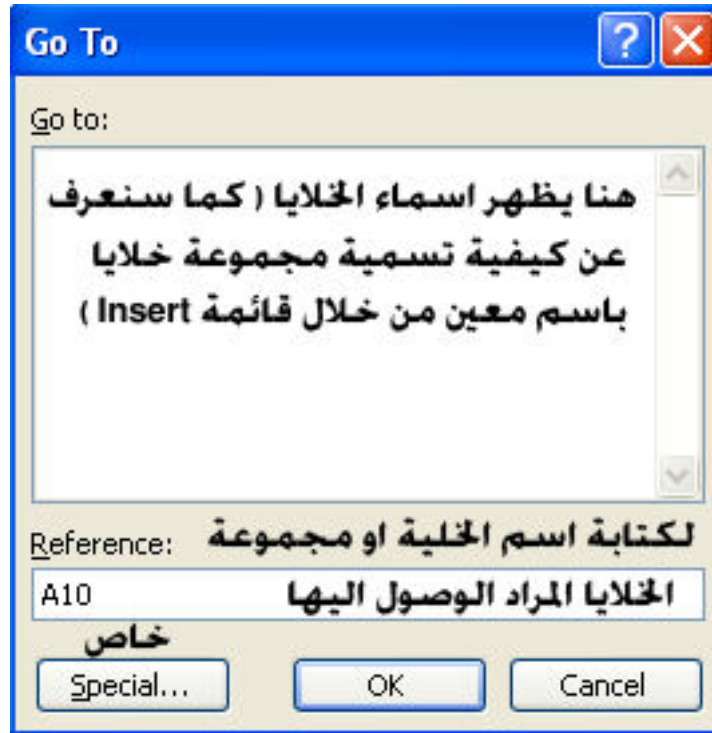 Go To
Go to:
هنا يظهر اسماء الخلايا ( كما سنعرف
عن كيفية تسمية مجموعة خلايا
باسم معين من خلال قائمة Insert )
Reference: لكتابة اسم الخلية او مجموعة
A10 الخلايا المراد الوصول اليها
خاص
Special... OK Cancel